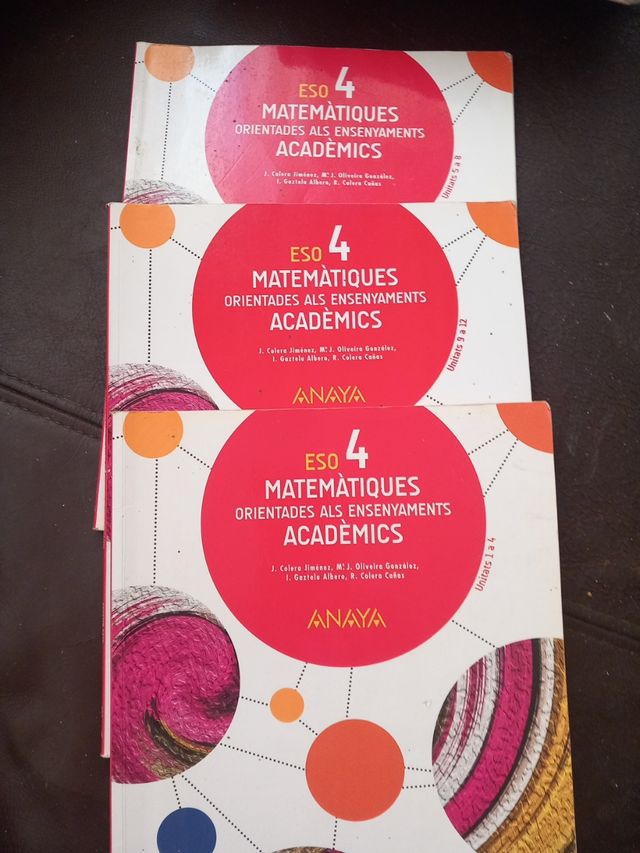 ESO 4
MATEMÀTIQUES
ORIENTADES ALS ENSENYAMENTS
ACADÈMICS
J. Colera Jiménez, Mª J. Oliveira González,
I. Gaztelu Albero, R. Colera Cañas
Unitats 5 a 8
ESO 4
MATEMÀTIQUES
ORIENTADES ALS ENSENYAMENTS
ACADÈMICS
J. Colera Jiménez, Mª J. Oliveira González,
I. Gaztelu Albero, R. Colera Cañas
Unitats 9 a 12
ANAYA
ESO 4
MATEMÀTIQUES
ORIENTADES ALS ENSENYAMENTS
ACADÈMICS
J. Colera Jiménez, Mª J. Oliveira González,
I. Gaztelu Albero, R. Colera Cañas
Unitats 1 a 4
ANAYA